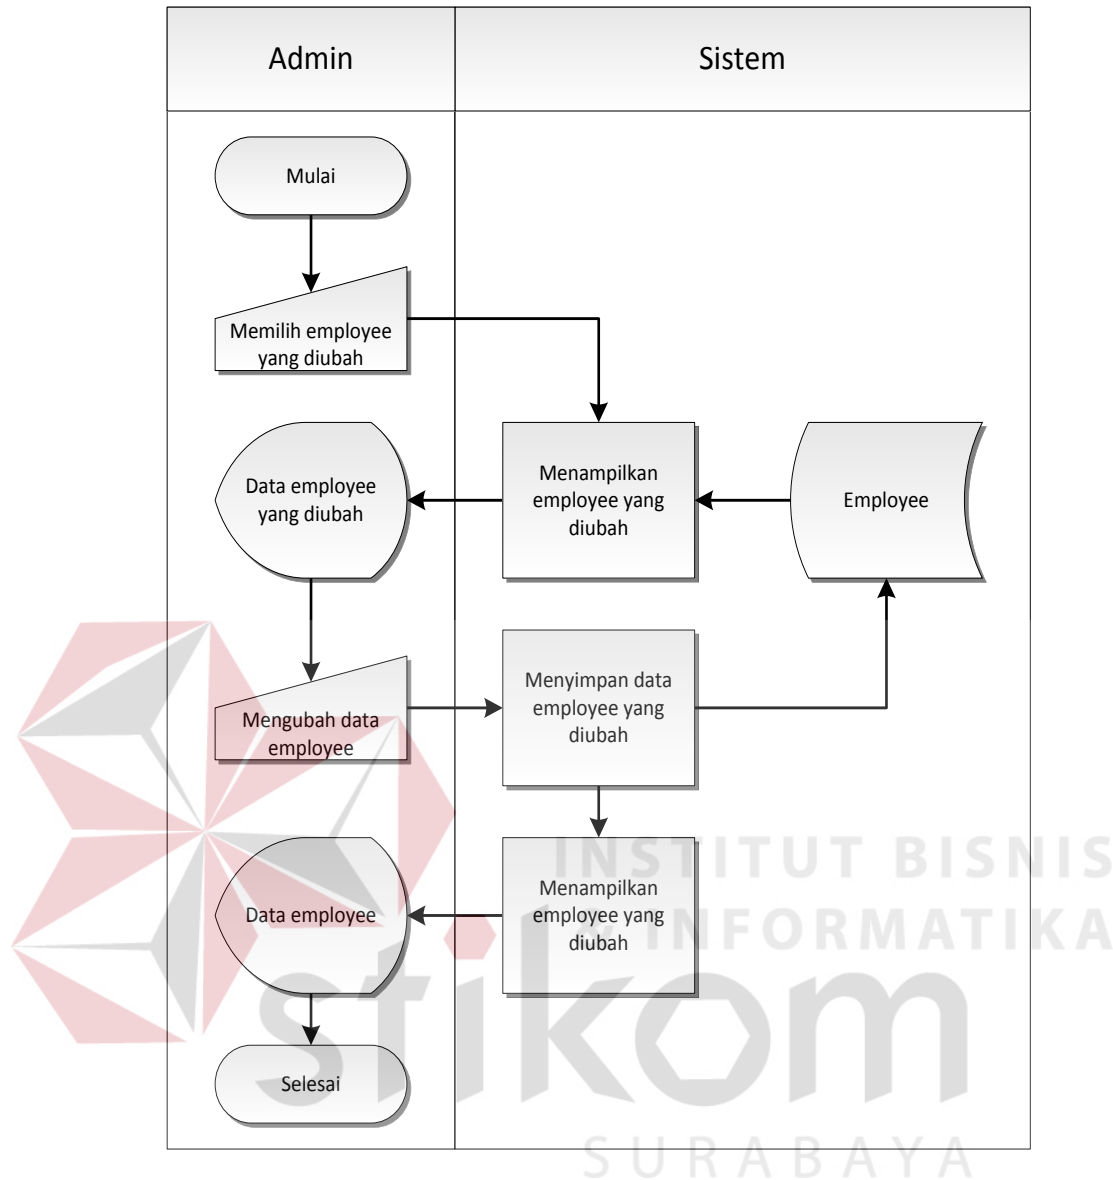 Admin
Sistem
Mulai
Memilih employee
yang diubah
Data employee
yang diubah
Menampilkan
employee yang
diubah
Employee
Mengubah data
employee
Menyimpan data
employee yang
diubah
Data employee
Menampilkan
employee yang
diubah
Selesai
INSTITUT BISNIS
& INFORMATIKA
stikom
SURABAYA